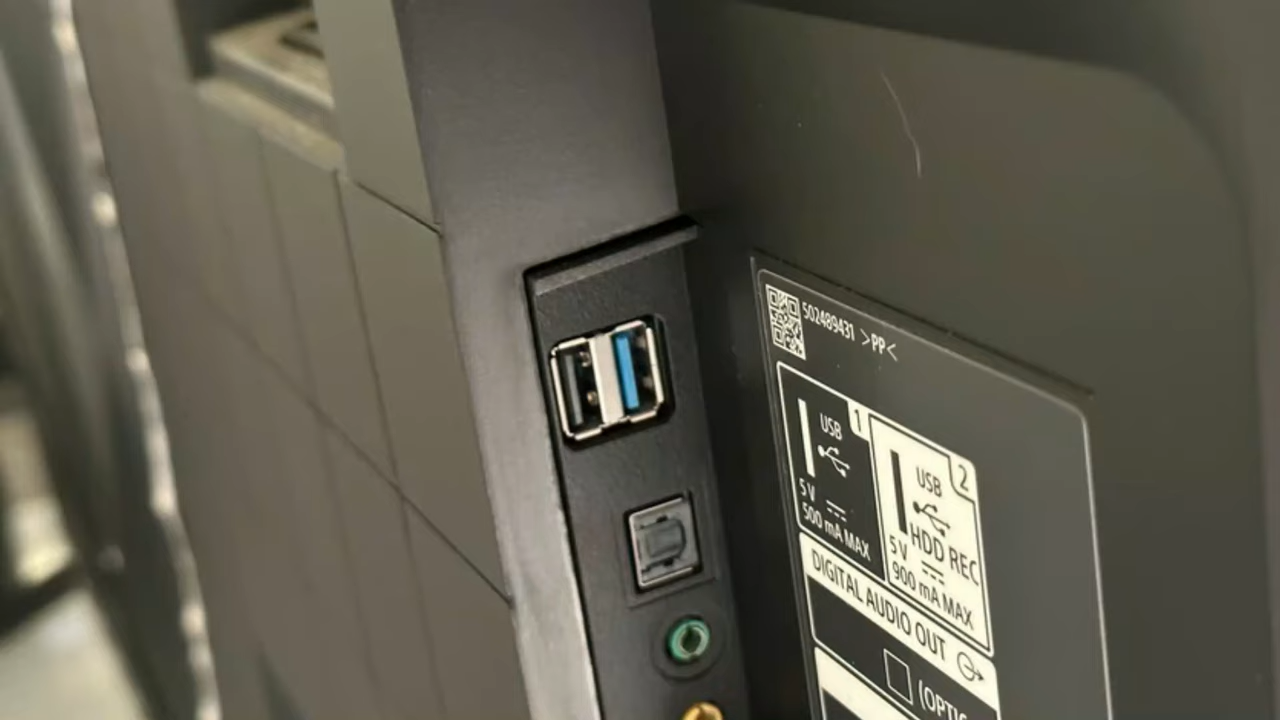 502489431 >PP<
1
USB
5 V
500 mA MAX
2
USB
HDD REC
5 V
900 mA MAX
DIGITAL AUDIO OUT